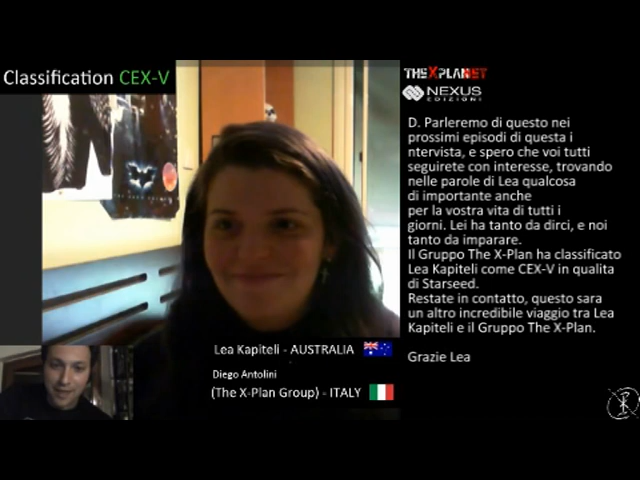 Classification CEX-V
THE X PLANET
NEXUS
EDIZIONI
D. Parleremo di questo nei
prossimi episodi di questa i
ntervista, e spero che voi tutti
seguirete con interesse, trovando
nelle parole di Lea qualcosa
di importante anche
per la vostra vita di tutti i
giorni. Lei ha tanto da dirci, e noi
tanto da imparare.
Il Gruppo The X-Plan ha classificato
Lea Kapiteli come CEX-V in qualita
di Starseed.
Restate in contatto, questo sara
un altro incredibile viaggio tra Lea
Kapiteli e il Gruppo The X-Plan.
Grazie Lea
Lea Kapiteli - AUSTRALIA
Diego Antolini
(The X-Plan Group) - ITALY